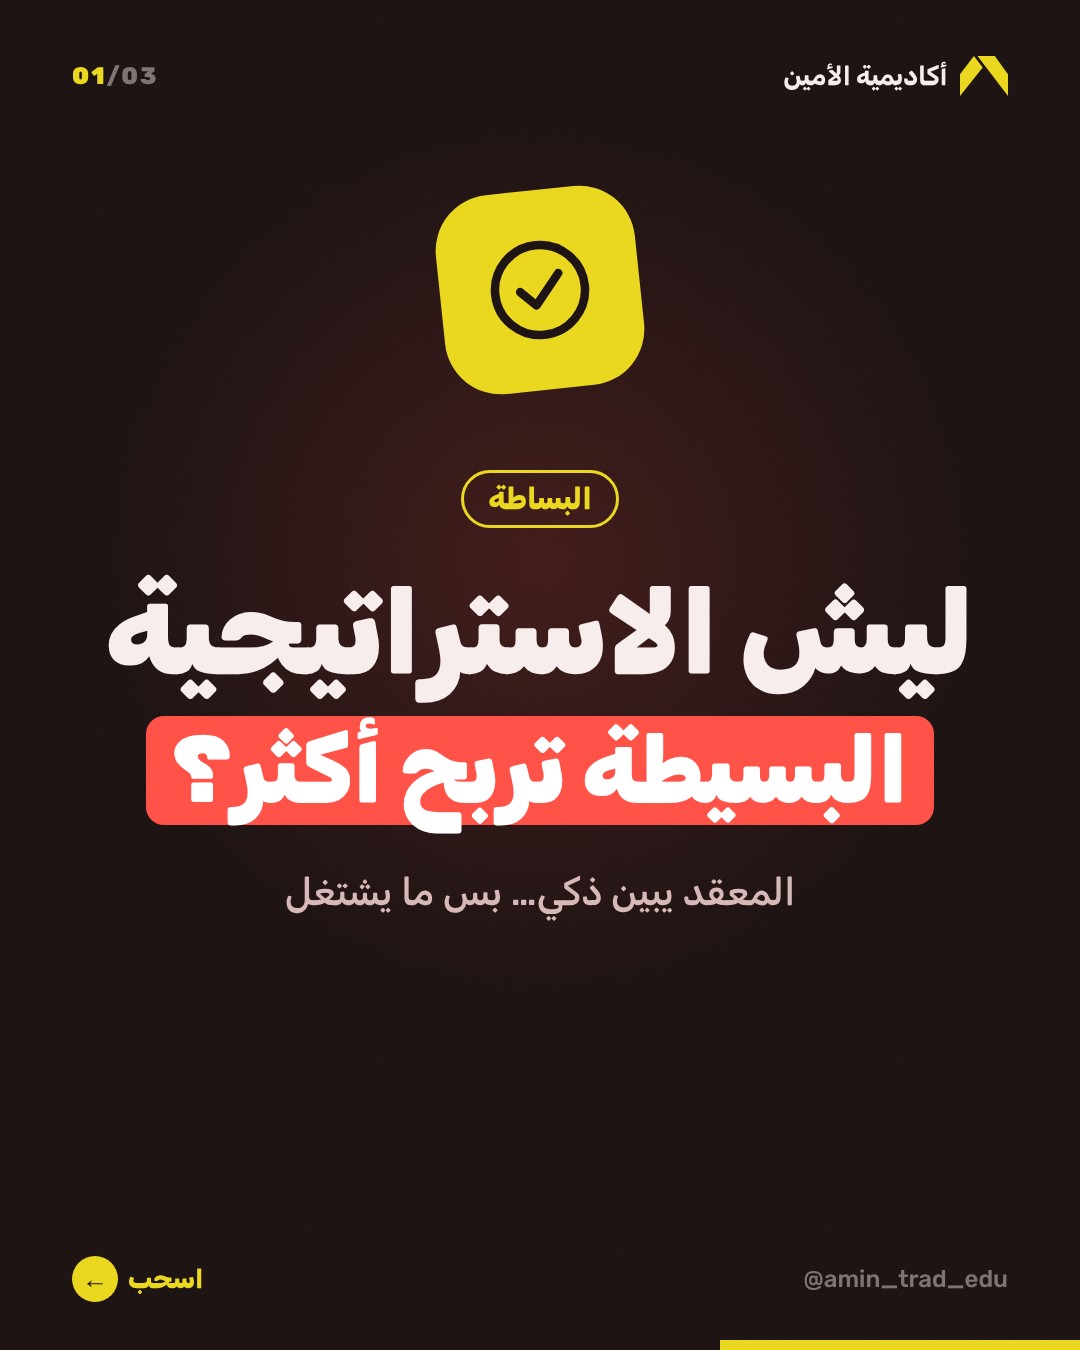 أكاديمية الأمين
01/03
البساطة
ليش الاستراتيجية
البسيطة تربح أكثر؟
المعقد يبين ذكي... بس ما يشتغل
@amin_trad_edu
اسحب ←